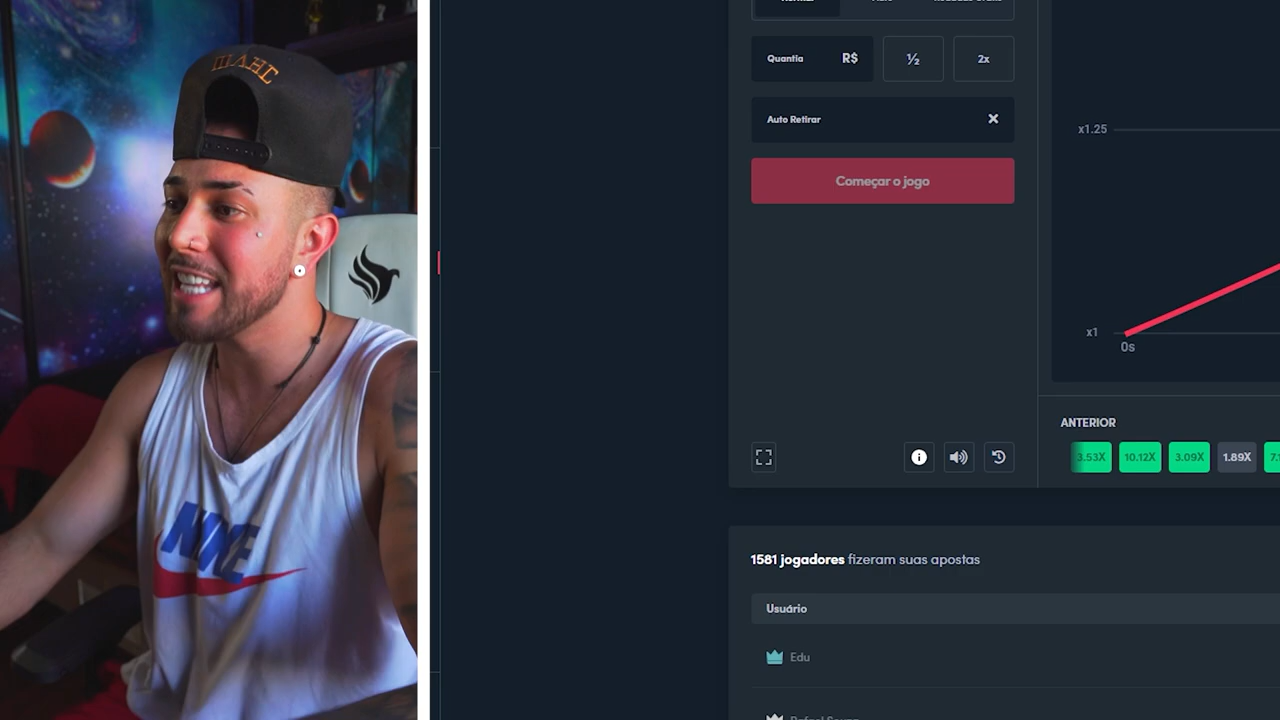 NIKE
Quantia R$ ½ 2x
Auto Retirar ×
Começar o jogo
x1.25
x1
0s
ANTERIOR
3.53X 10.12X 3.09X 1.89X
1581 jogadores fizeram suas apostas
Usuário
Edu